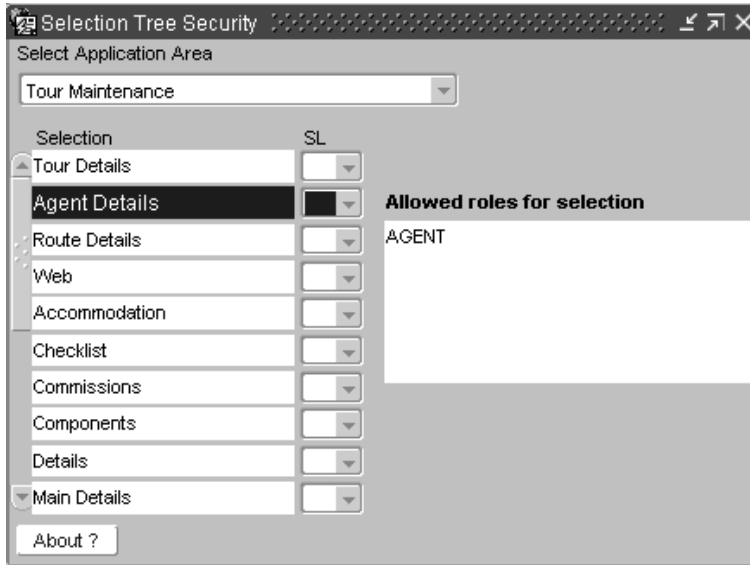 Selection Tree Security
Select Application Area
Tour Maintenance
Selection SL
Tour Details
Agent Details
Allowed roles for selection
Route Details
AGENT
Web
Accommodation
Checklist
Commissions
Components
Details
Main Details
About ?